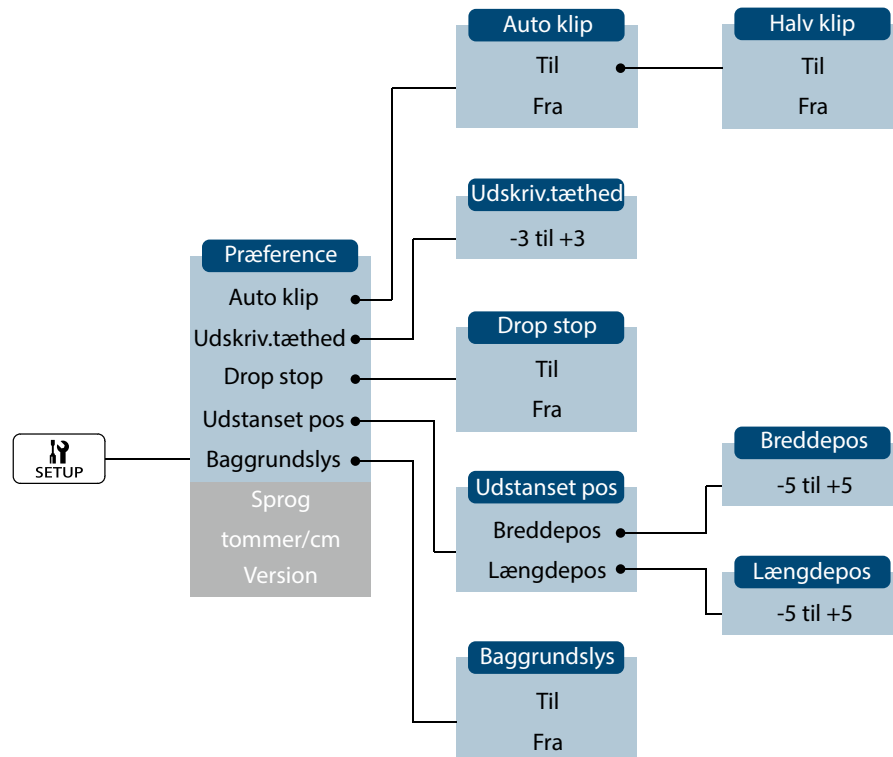 SETUP
Præference
Auto klip
Udskriv.tæthed
Drop stop
Udstanset pos
Baggrundslys
Sprog
tommer/cm
Version
Auto klip
Til
Fra
Halv klip
Til
Fra
Udskriv.tæthed
-3 til +3
Drop stop
Til
Fra
Udstanset pos
Breddepos
Længdepos
Breddepos
-5 til +5
Længdepos
-5 til +5
Baggrundslys
Til
Fra